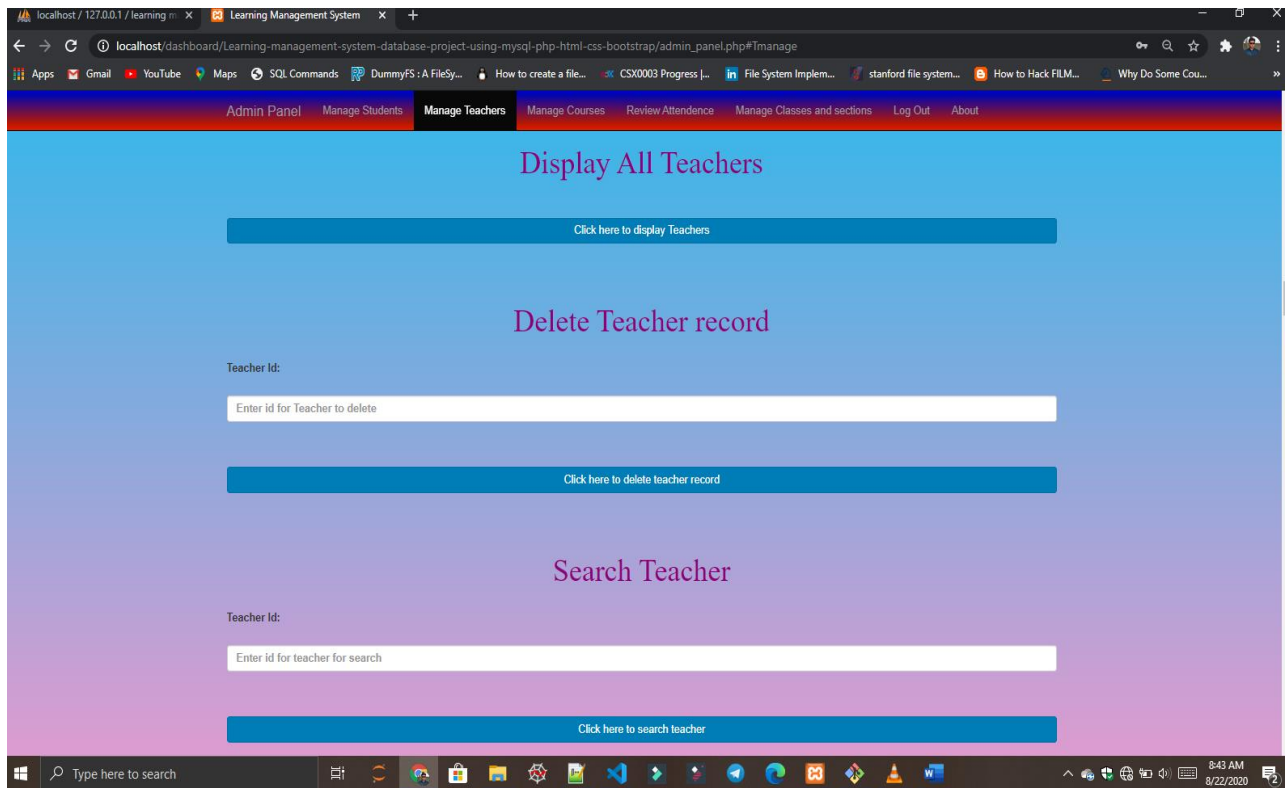 localhost / 127.0.0.1 / learning m
Learning Management System
localhost/dashboard/Learning-management-system-database-project-using-mysql-php-html-css-bootstrap/admin_panel.php#Tmanage
Apps Gmail YouTube Maps SQL Commands DummyFS : A FileSy... How to create a file... CSX0003 Progress |... File System Implem... stanford file system... How to Hack FILM... Why Do Some Cou... »
Admin Panel Manage Students Manage Teachers Manage Courses Review Attendence Manage Classes and sections Log Out About
Display All Teachers
Click here to display Teachers
Delete Teacher record
Teacher Id:
Enter id for Teacher to delete
Click here to delete teacher record
Search Teacher
Teacher Id:
Enter id for teacher for search
Click here to search teacher
Type here to search
8:43 AM
8/22/2020
2